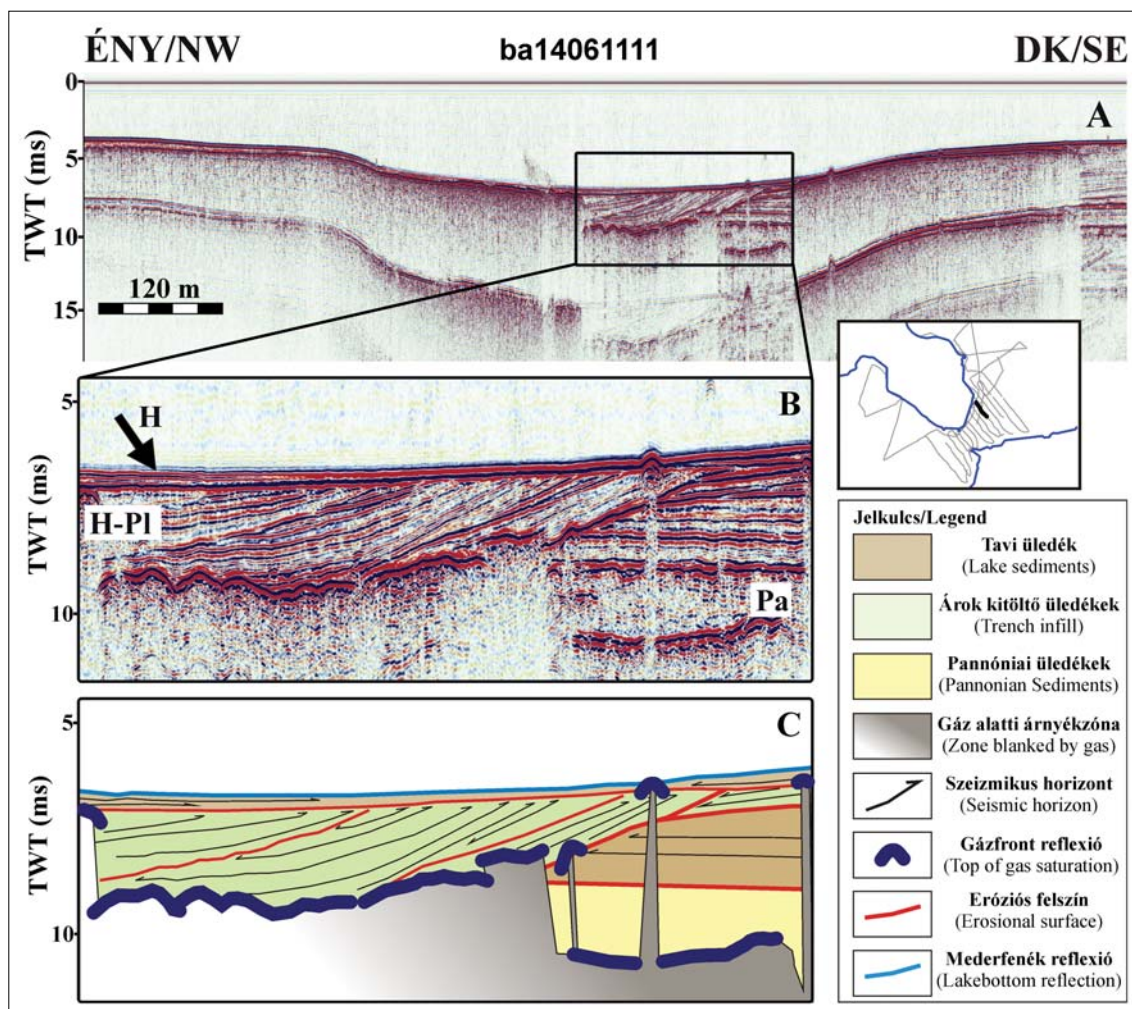 ÉNY/NW
ba14061111
DK/SE
A
TWT (ms)
0
5
10
15
120 m
B
TWT (ms)
5
10
H
H-Pl
Pa
C
TWT (ms)
5
10
Jelkulcs/Legend
Tavi üledék
(Lake sediments)
Árok kitöltő üledékek
(Trench infill)
Pannóniai üledékek
(Pannonian Sediments)
Gáz alatti árnyékzóna
(Zone blanked by gas)
Szeizmikus horizont
(Seismic horizon)
Gázfront reflexió
(Top of gas saturation)
Eróziós felszín
(Erosional surface)
Mederfenék reflexió
(Lakebottom reflection)